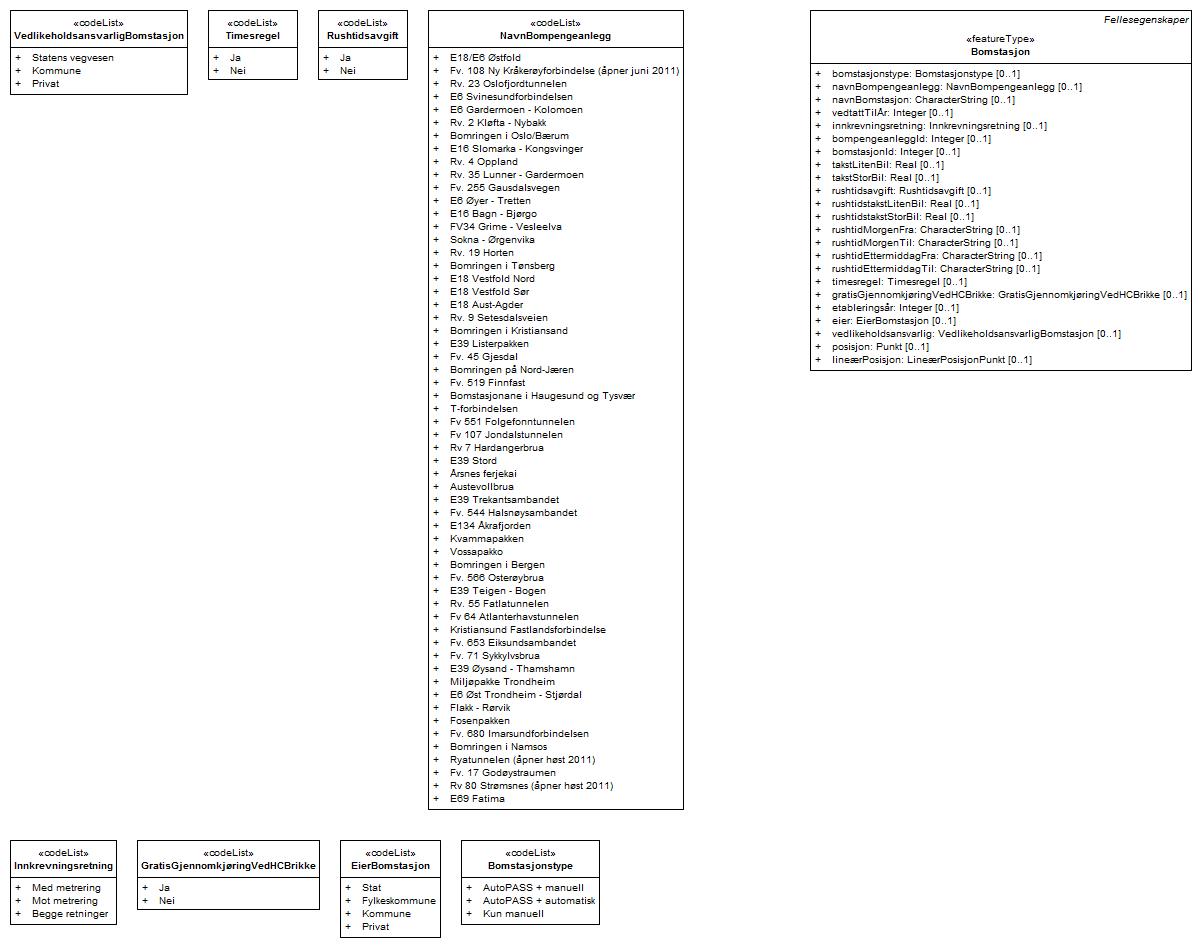 «codeList»
VedlikeholdsansvarligBomstasjon
+ Statens vegvesen
+ Kommune
+ Privat
«codeList»
Timesregel
+ Ja
+ Nei
«codeList»
Rushtidsavgift
+ Ja
+ Nei
«codeList»
NavnBompengeanlegg
+ E18/E6 Østfold
+ Fv. 108 Ny Kråkerøyforbindelse (åpner juni 2011)
+ Rv. 23 Oslofjordtunnelen
+ E6 Svinesundforbindelsen
+ E6 Gardermoen - Kolomoen
+ Rv. 2 Kløfta - Nybakk
+ Bomringen i Oslo/Bærum
+ E16 Slomarka - Kongsvinger
+ Rv. 4 Oppland
+ Rv. 35 Lunner - Gardermoen
+ Fv. 255 Gausdalsvegen
+ E6 Øyer - Tretten
+ E16 Bagn - Bjørgo
+ FV34 Grime - Vesleelva
+ Sokna - Ørgenvika
+ Rv. 19 Horten
+ Bomringen i Tønsberg
+ E18 Vestfold Nord
+ E18 Vestfold Sør
+ E18 Aust-Agder
+ Rv. 9 Setesdalsveien
+ Bomringen i Kristiansand
+ E39 Listerpakken
+ Fv. 45 Gjesdal
+ Bomringen på Nord-Jæren
+ Fv. 519 Finnfast
+ Bomstasjonane i Haugesund og Tysvær
+ T-forbindelsen
+ Fv 551 Folgefonntunnelen
+ Fv 107 Jondalstunnelen
+ Rv 7 Hardangerbrua
+ E39 Stord
+ Årsnes ferjekai
+ Austevollbrua
+ E39 Trekantsambandet
+ Fv. 544 Halsnøysambandet
+ E134 Åkrafjorden
+ Kvammapakken
+ Vossapakko
+ Bomringen i Bergen
+ Fv. 566 Osterøybrua
+ E39 Teigen - Bogen
+ Rv. 55 Fatlatunnelen
+ Fv 64 Atlanterhavstunnelen
+ Kristiansund Fastlandsforbindelse
+ Fv. 653 Eiksundsambandet
+ Fv. 71 Sykkylvsbrua
+ E39 Øysand - Thamshamn
+ Miljøpakke Trondheim
+ E6 Øst Trondheim - Stjørdal
+ Flakk - Rørvik
+ Fosenpakken
+ Fv. 680 Imarsundforbindelsen
+ Bomringen i Namsos
+ Ryatunnelen (åpner høst 2011)
+ Fv. 17 Godøystraumen
+ Rv 80 Strømsnes (åpner høst 2011)
+ E69 Fatima
Fellesegenskaper
«featureType»
Bomstasjon
+ bomstasjonstype: Bomstasjonstype [0..1]
+ navnBompengeanlegg: NavnBompengeanlegg [0..1]
+ navnBomstasjon: CharacterString [0..1]
+ vedtattTilÅr: Integer [0..1]
+ innkrevningsretning: Innkrevningsretning [0..1]
+ bompengeanleggId: Integer [0..1]
+ bomstasjonId: Integer [0..1]
+ takstLitenBil: Real [0..1]
+ takstStorBil: Real [0..1]
+ rushtidsavgift: Rushtidsavgift [0..1]
+ rushtidstakstLitenBil: Real [0..1]
+ rushtidstakstStorBil: Real [0..1]
+ rushtidMorgenFra: CharacterString [0..1]
+ rushtidMorgenTil: CharacterString [0..1]
+ rushtidEttermiddagFra: CharacterString [0..1]
+ rushtidEttermiddagTil: CharacterString [0..1]
+ timesregel: Timesregel [0..1]
+ gratisGjennomkjøringVedHCBrikke: GratisGjennomkjøringVedHCBrikke [0..1]
+ etableringsår: Integer [0..1]
+ eier: EierBomstasjon [0..1]
+ vedlikeholdsansvarlig: VedlikeholdsansvarligBomstasjon [0..1]
+ posisjon: Punkt [0..1]
+ lineærPosisjon: LineærPosisjonPunkt [0..1]
«codeList»
Innkrevningsretning
+ Med metrering
+ Mot metrering
+ Begge retninger
«codeList»
GratisGjennomkjøringVedHCBrikke
+ Ja
+ Nei
«codeList»
EierBomstasjon
+ Stat
+ Fylkeskommune
+ Kommune
+ Privat
«codeList»
Bomstasjonstype
+ AutoPASS + manuell
+ AutoPASS + automatisk
+ Kun manuell